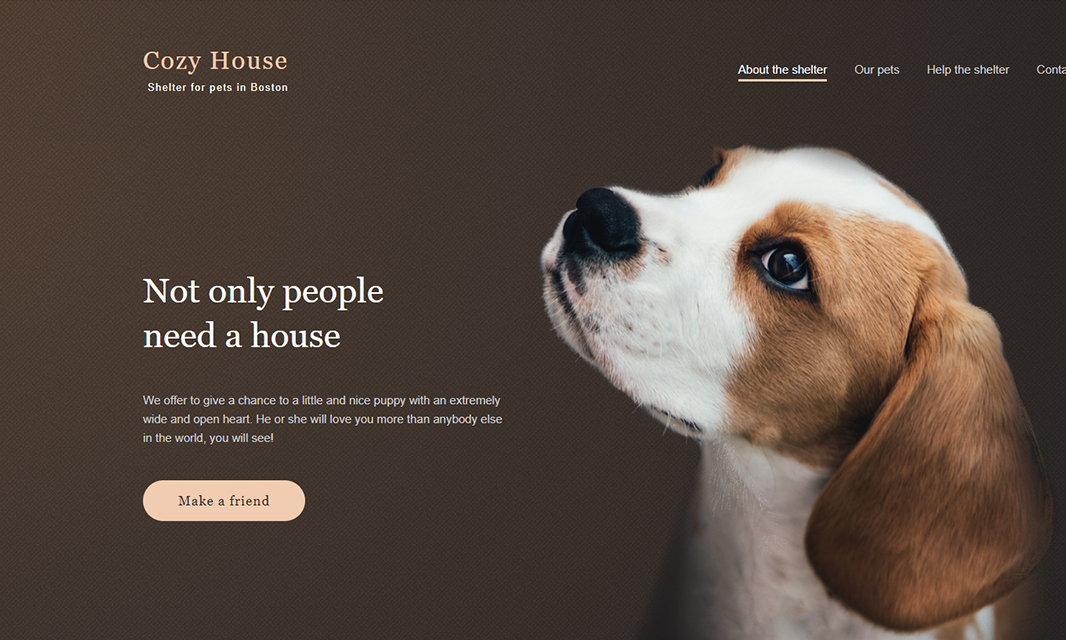 Cozy House
Shelter for pets in Boston
About the shelter
Our pets
Help the shelter
Not only people
need a house
We offer to give a chance to a little and nice puppy with an extremely
wide and open heart. He or she will love you more than anybody else
in the world, you will see!
Make a friend